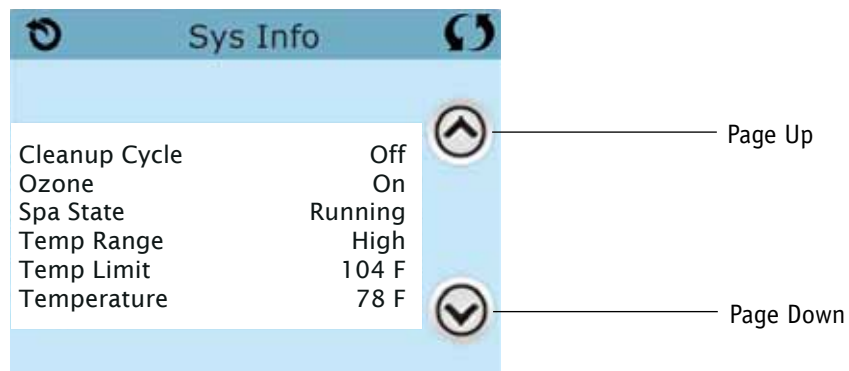 Sys Info
Page Up
Cleanup Cycle Off
Ozone On
Spa State Running
Temp Range High
Temp Limit 104 F
Temperature 78 F
Page Down